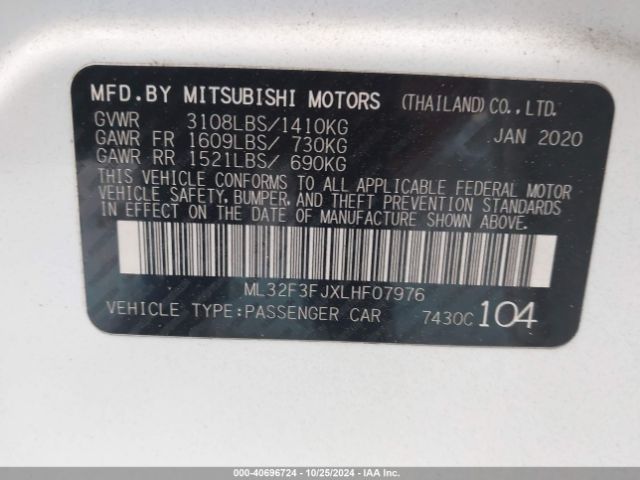 MFD.BY MITSUBISHI MOTORS (THAILAND)CO.,LTD.
GVWR 3108LBS/1410KG JAN 2020
GAWR FR 1609LBS/ 730KG
GAWR RR 1521LBS/ 690KG
THIS VEHICLE CONFORMS TO ALL APPLICABLE FEDERAL MOTOR
VEHICLE SAFETY, BUMPER, AND THEFT PREVENTION STANDARDS
IN EFFECT ON THE DATE OF MANUFACTURE SHOWN ABOVE.
ML32F3FJXLHF07976
VEHICLE TYPE:PASSENGER CAR 7430C 104
000-40696724 - 10/25/2024 - IAAI.com